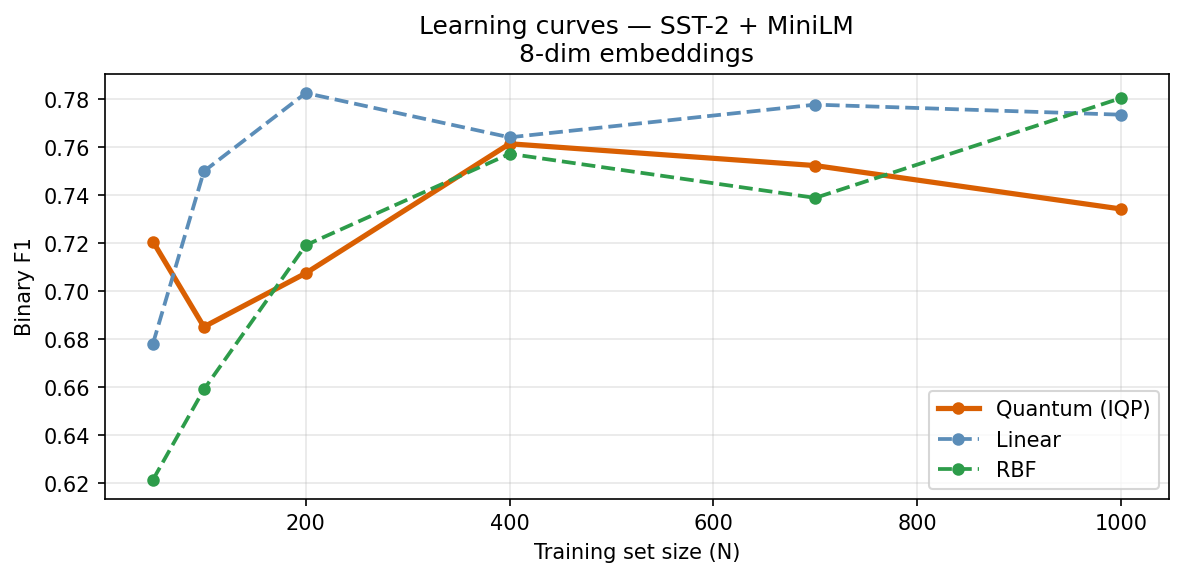 Learning curves — SST-2 + MiniLM
8-dim embeddings
Binary F1
0.78
0.76
0.74
0.72
0.70
0.68
0.66
0.64
0.62
Quantum (IQP)
Linear
RBF
200
400
600
800
1000
Training set size (N)